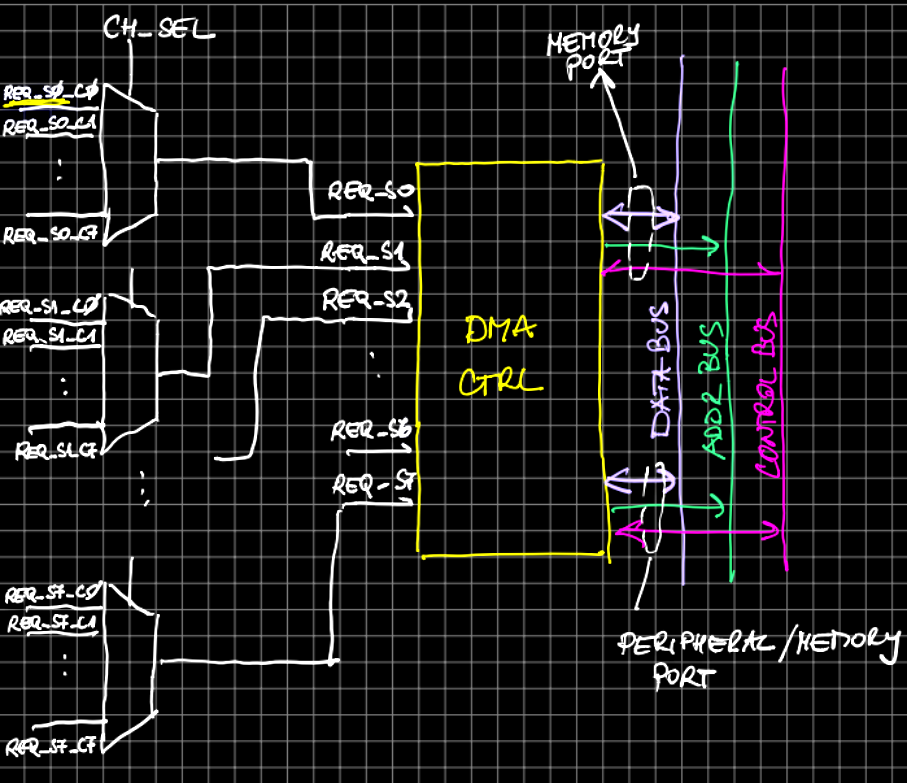 CH_SEL
REQ_S0_C0
REQ_S0_C1
REQ_S0_C7
REQ_S1_C0
REQ_S1_C1
REQ_S1_C7
REQ_S7_C0
REQ_S7_C1
REQ_S7_C7
REQ_S0
REQ_S1
REQ_S2
REQ_S6
REQ_S7
DMA
CTRL
MEMORY
PORT
DATA BUS
ADDR BUS
CONTROL BUS
PERIPHERAL/MEMORY
PORT